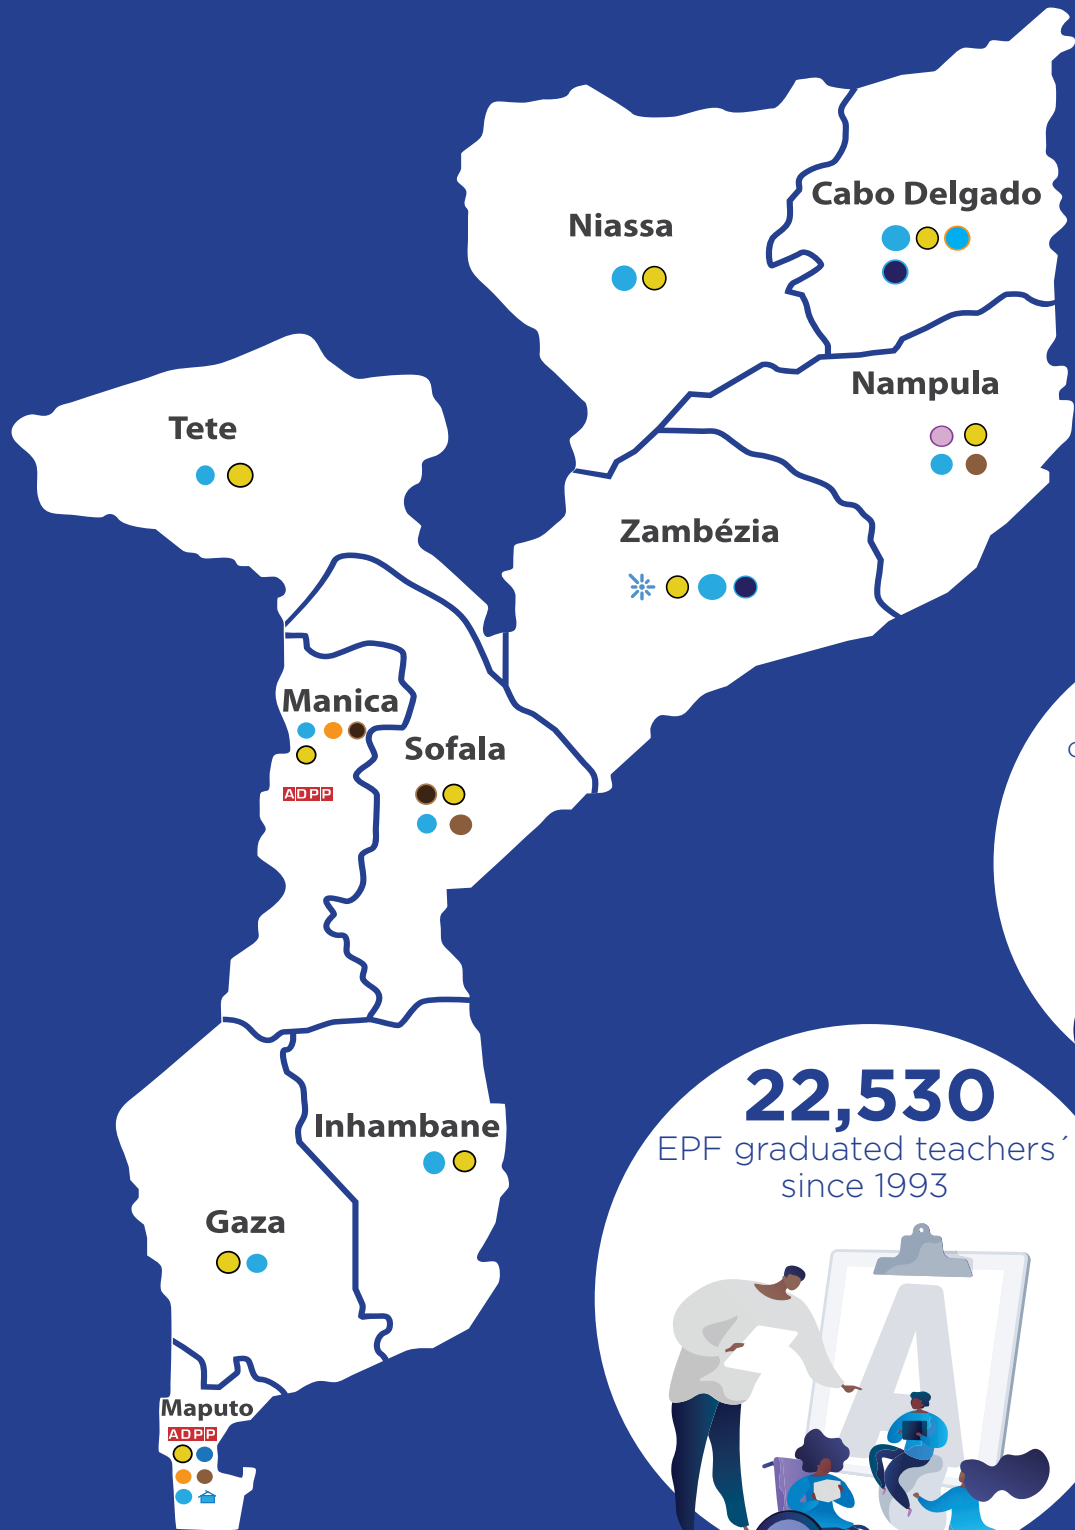 Cabo Delgado
Niassa
Nampula
Tete
Zambézia
Manica
Sofala
ADPP
22,530
EPF graduated teachers´
since 1993
Inhambane
Gaza
Maputo
ADPP